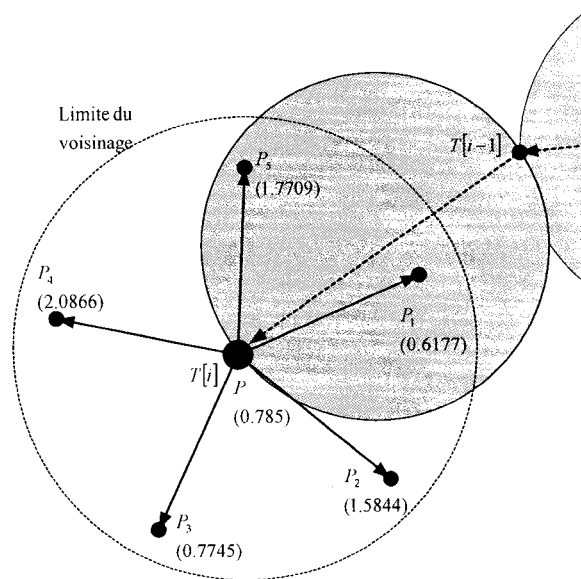 Limite du
voisinage
T[i−1]
P₅
(1.7709)
P₄
(2.0866)
P₁
(0.6177)
T[i]
P
(0.785)
P₂
(1.5844)
P₃
(0.7745)